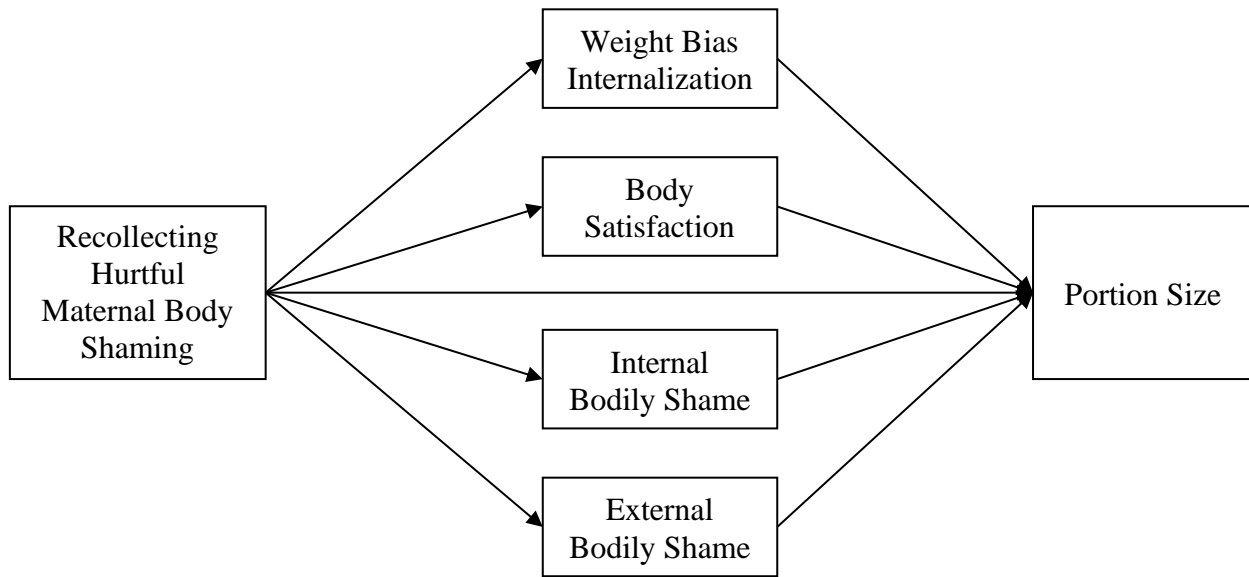 Weight Bias
Internalization
Body
Satisfaction
Recollecting
Hurtful
Maternal Body
Shaming
Portion Size
Internal
Bodily Shame
External
Bodily Shame